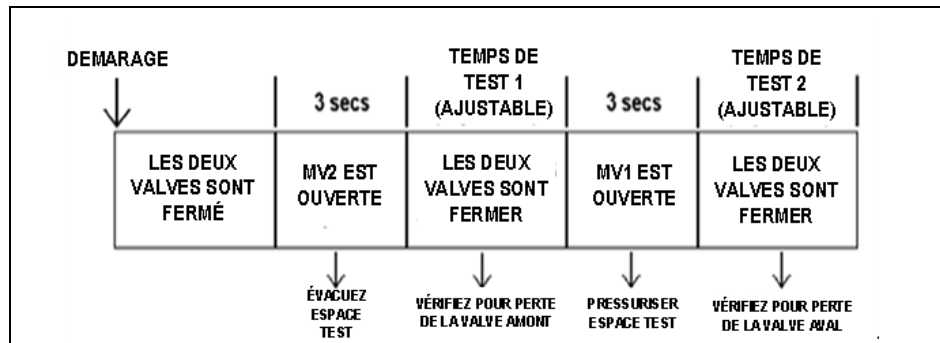 DEMARAGE
3 secs
TEMPS DE
TEST 1
(AJUSTABLE)
3 secs
TEMPS DE
TEST 2
(AJUSTABLE)
LES DEUX
VALVES SONT
FERMÉ
MV2 EST
OUVERTE
LES DEUX
VALVES SONT
FERMER
MV1 EST
OUVERTE
LES DEUX
VALVES SONT
FERMER
ÉVACUEZ
ESPACE
TEST
VÉRIFIEZ POUR PERTE
DE LA VALVE AMONT
PRESSURISER
ESPACE TEST
VÉRIFIEZ POUR PERTE
DE LA VALVE AVAL